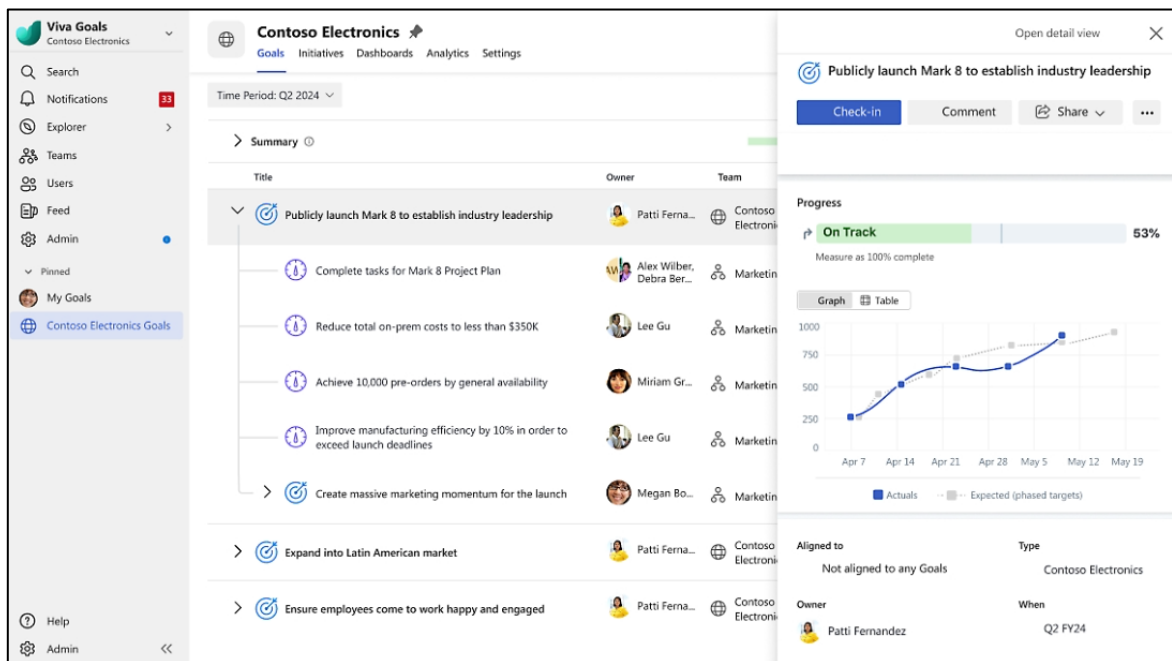 Viva Goals
Contoso Electronics
Search
Notifications
33
Explorer
Teams
Users
Feed
Admin
Pinned
My Goals
Contoso Electronics Goals
Help
Admin
Contoso Electronics
Goals Initiatives Dashboards Analytics Settings
Time Period: Q2 2024
Summary
Title Owner Team
Publicly launch Mark 8 to establish industry leadership
Patti Ferna...
Contoso
Electroni
Complete tasks for Mark 8 Project Plan
AW
Alex Wilber,
Debra Ber...
Marketin
Reduce total on-prem costs to less than $350K
Lee Gu
Marketin
Achieve 10,000 pre-orders by general availability
Miriam Gr...
Marketin
Improve manufacturing efficiency by 10% in order to
exceed launch deadlines
Lee Gu
Marketin
Create massive marketing momentum for the launch
Megan Bo...
Marketin
Expand into Latin American market
Patti Ferna...
Contoso
Electroni
Ensure employees come to work happy and engaged
Patti Ferna...
Contoso
Electroni
Open detail view
Publicly launch Mark 8 to establish industry leadership
Check-in Comment Share ...
Progress
On Track
53%
Measure as 100% complete
Graph Table
1000
750
500
250
0
Apr 7 Apr 14 Apr 21 Apr 28 May 5 May 12 May 19
Actuals Expected (phased targets)
Aligned to
Not aligned to any Goals
Type
Contoso Electronics
Owner
Patti Fernandez
When
Q2 FY24